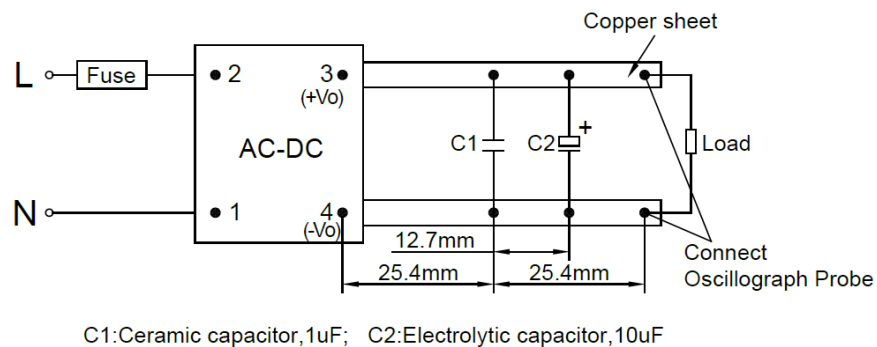 Copper sheet
L
Fuse
2
3
(+Vo)
AC-DC
C1
C2
+
Load
N
1
4
(-Vo)
12.7mm
25.4mm
25.4mm
Connect
Oscillograph Probe
C1:Ceramic capacitor,1uF; C2:Electrolytic capacitor,10uF